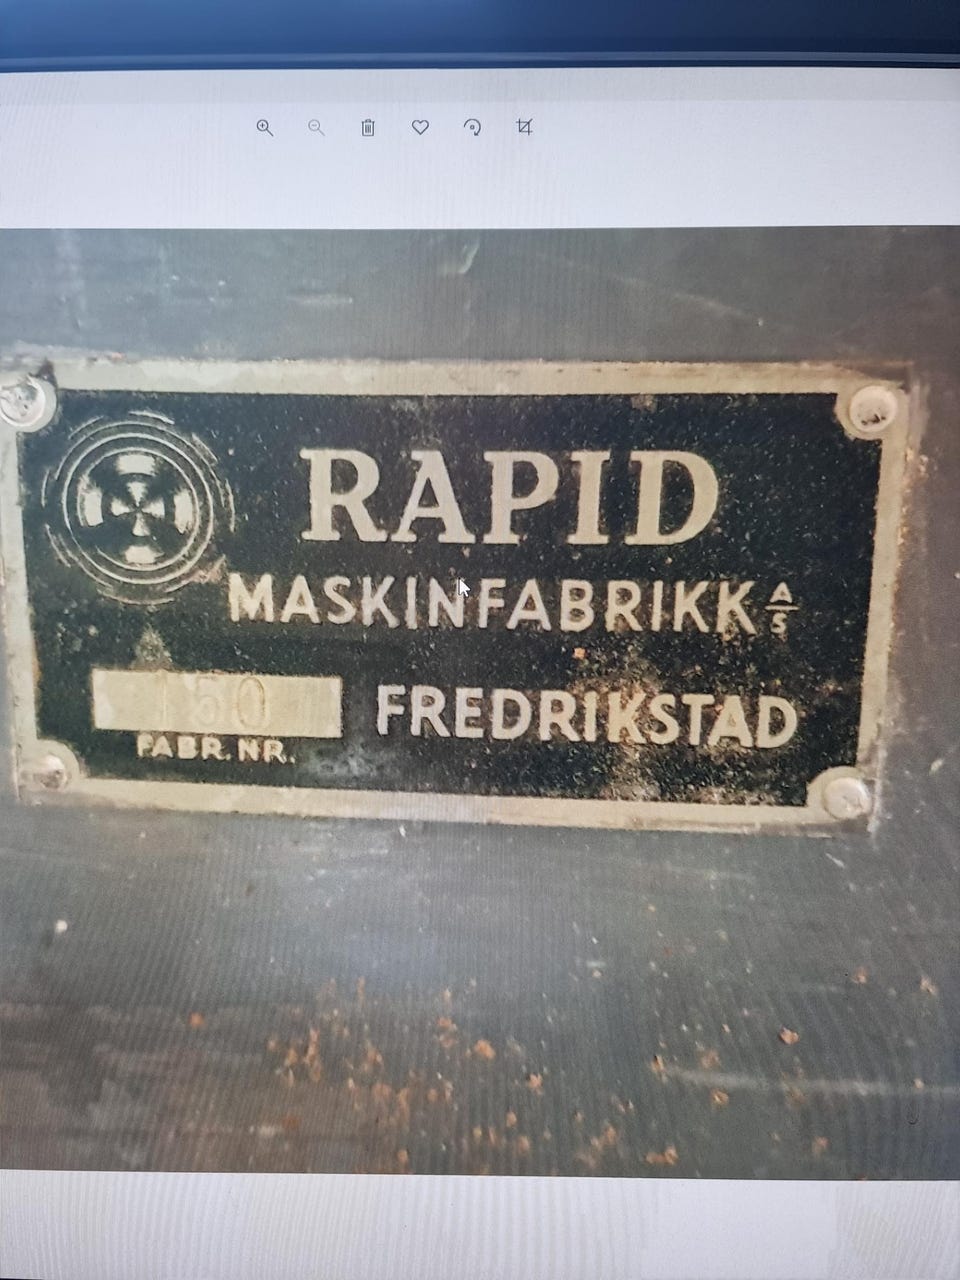 RAPID
MASKINFABRIKK A/S
150
FREDRIKSTAD
FABR. NR.